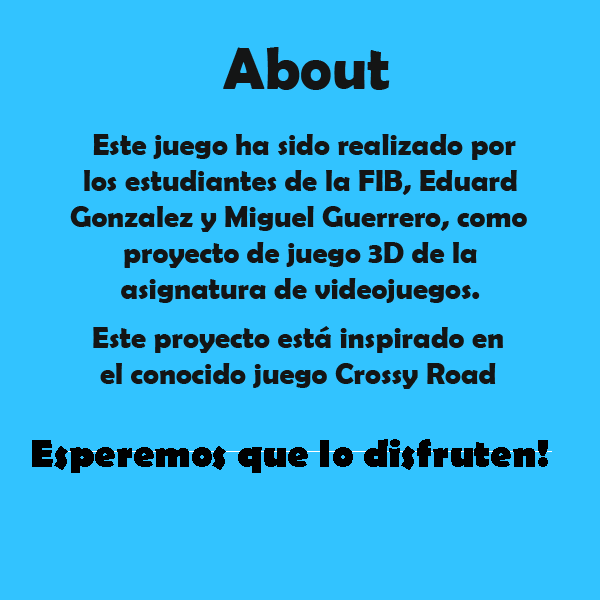 About
Este juego ha sido realizado por
los estudiantes de la FIB, Eduard
Gonzalez y Miguel Guerrero, como
proyecto de juego 3D de la
asignatura de videojuegos.
Este proyecto está inspirado en
el conocido juego Crossy Road
Esperemos que lo disfruten!